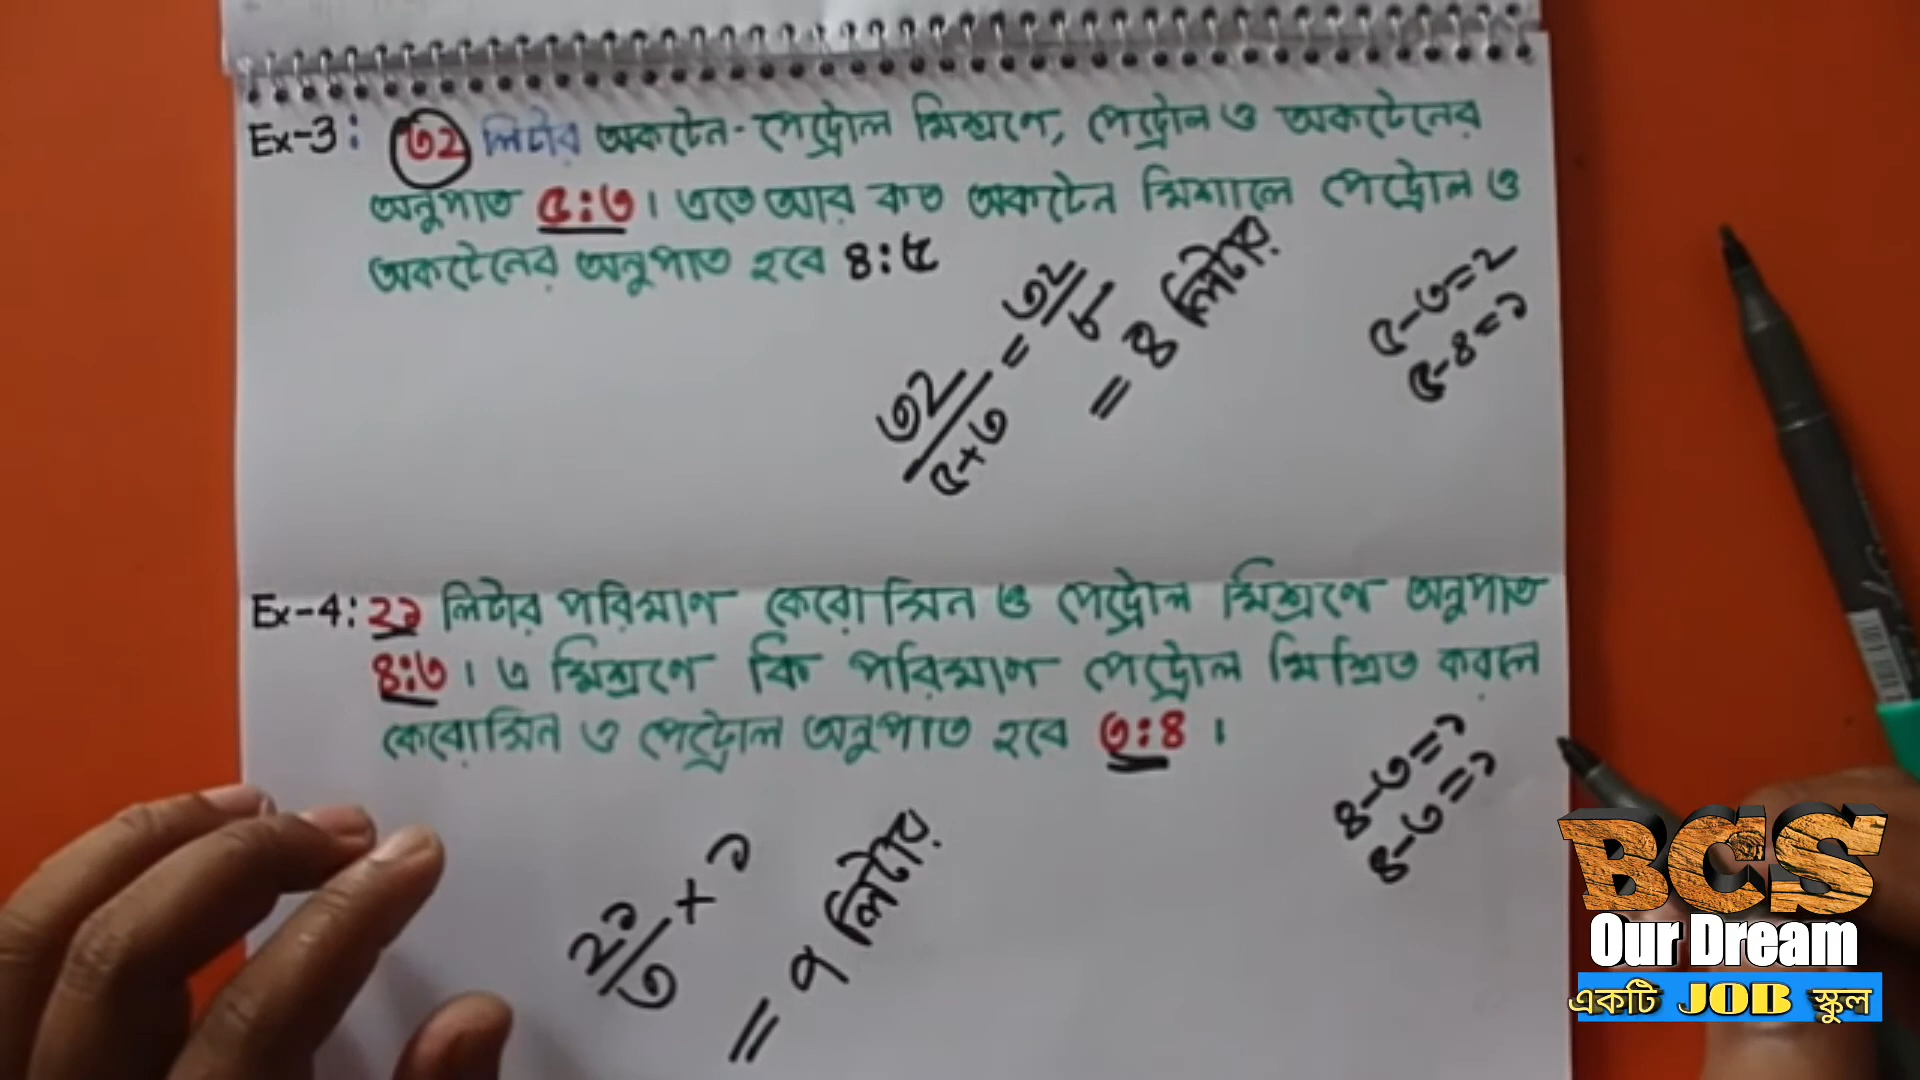 Ex-3: ৩২ লিটার অকটেন-পেট্রোল মিশ্রণে, পেট্রোল ও অকটেনের
অনুপাত ৫:৩। এতে আর কত অকটেন মিশালে পেট্রোল ও
অকটেনের অনুপাত হবে ৪:৫
৩২/৫+৩ = ৩২/৮
= ৪ লিটার
৫-৩=২
৫-৪=১
Ex-4: ২১ লিটার পরিমাণ কেরোসিন ও পেট্রোল মিশ্রণে অনুপাত
৪:৩। এ মিশ্রণে কি পরিমাণ পেট্রোল মিশ্রিত করলে
কেরোসিন ও পেট্রোল অনুপাত হবে ৩:৪।
২১/৩ × ১
= ৭ লিটার
৪-৩=১
৪-৩=১
BCS
Our Dream
একটি JOB স্কুল